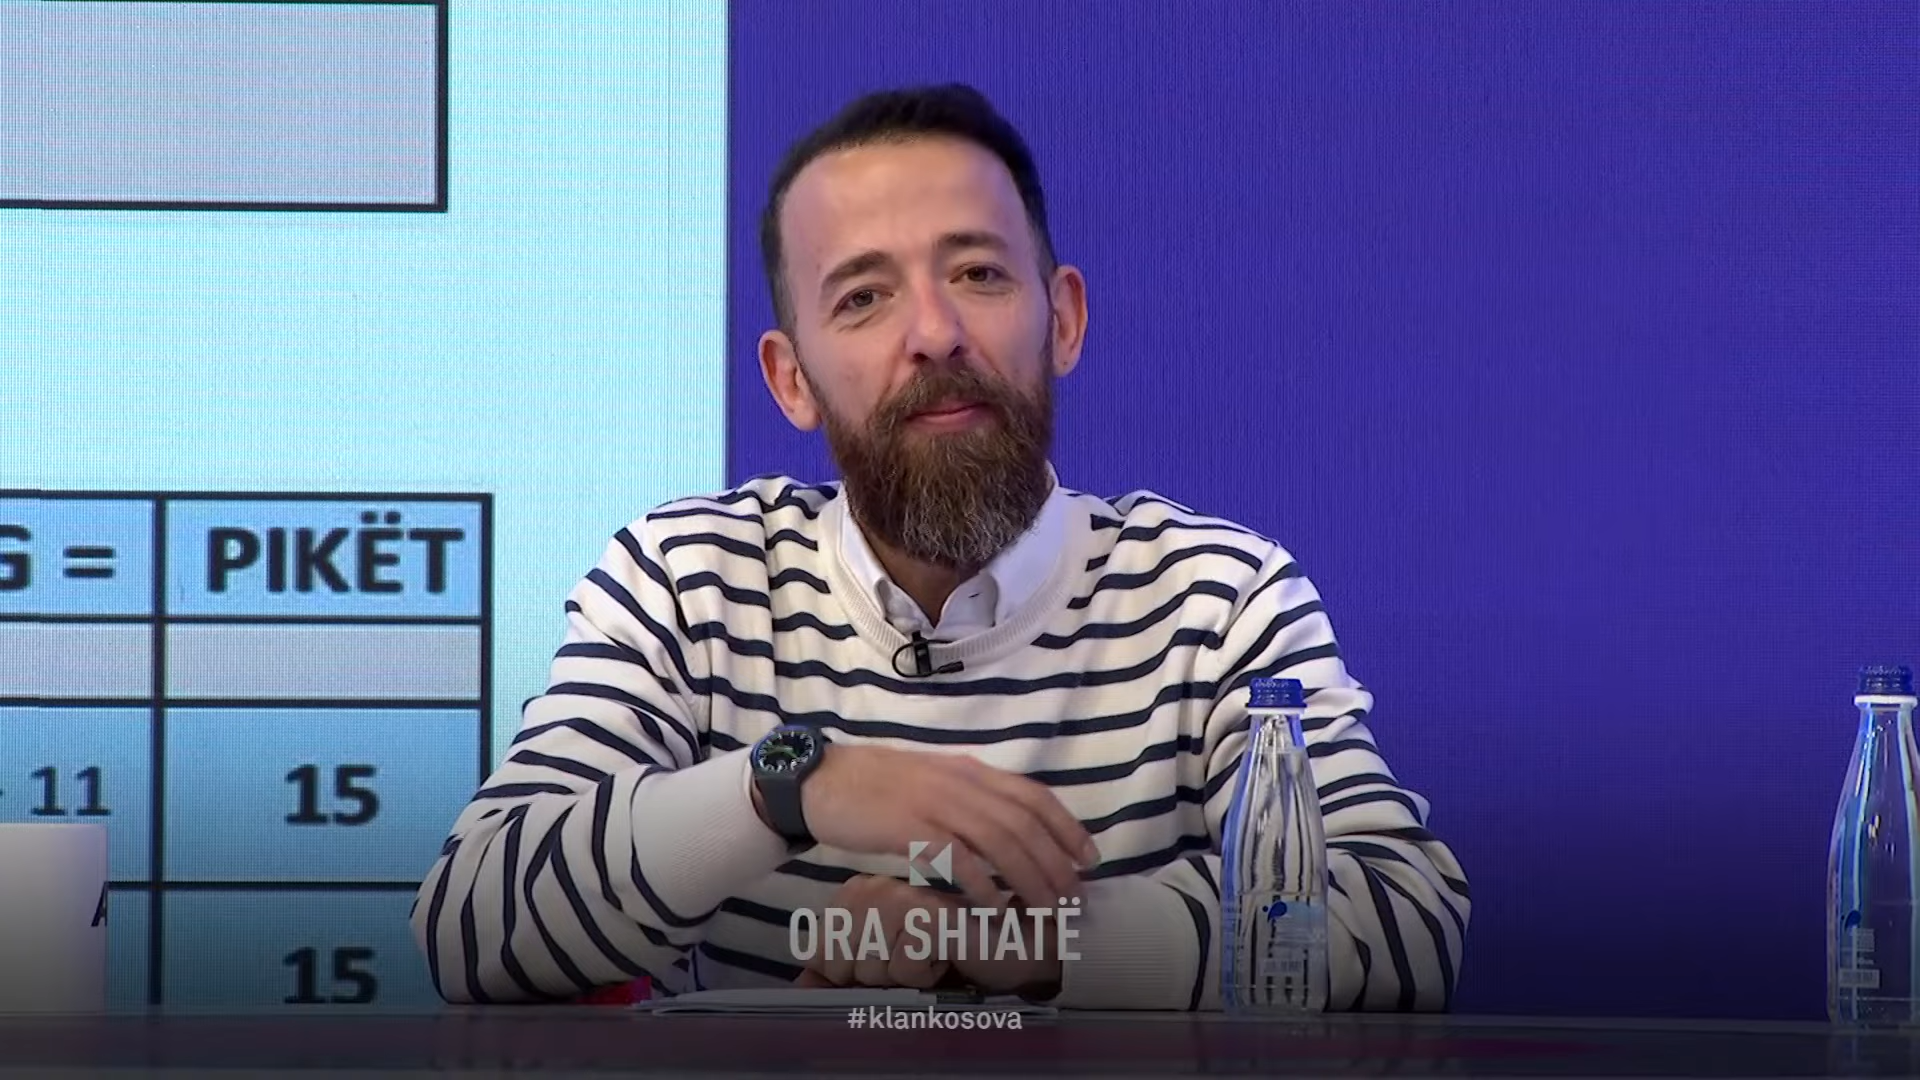 G = PIKËT
11 15
15
ORA SHTATË
#klankosova